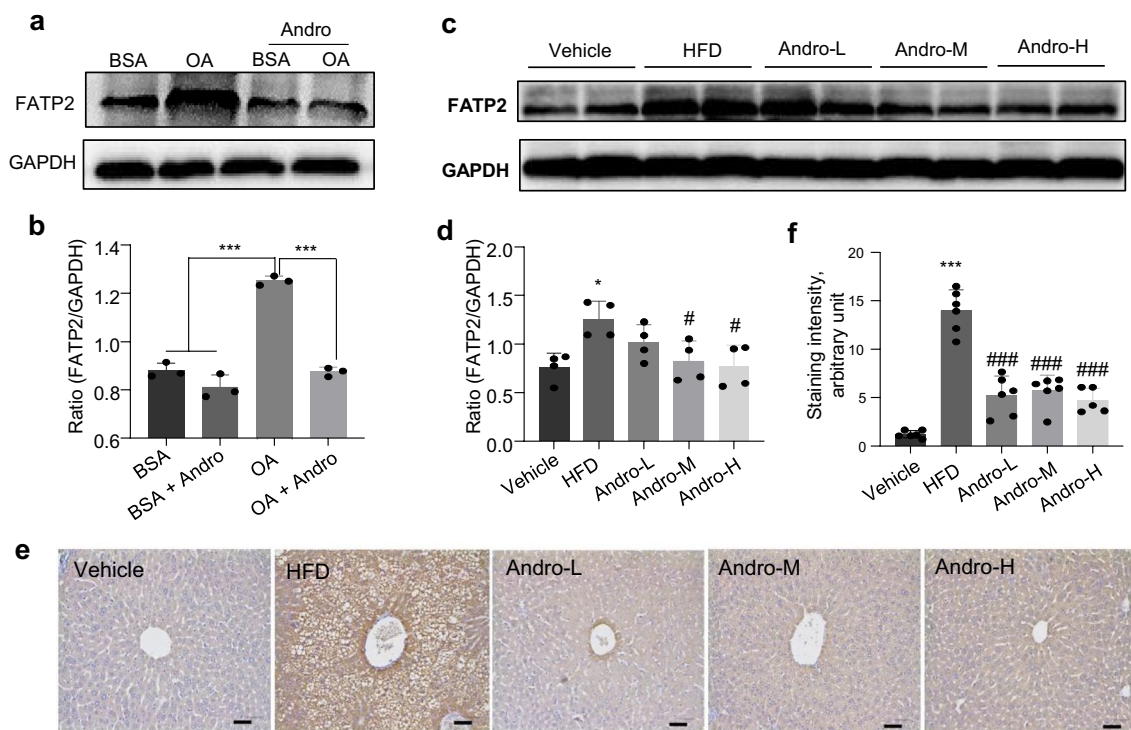 a
Andro
BSA OA BSA OA
FATP2
GAPDH
c
Vehicle HFD Andro-L Andro-M Andro-H
FATP2
GAPDH
b
Ratio (FATP2/GAPDH)
1.4
1.2
1.0
0.8
0.6
*** ***
BSA
BSA + Andro
OA
OA + Andro
d
Ratio (FATP2/GAPDH)
2.0
1.5
1.0
0.5
0.0
* # #
Vehicle
HFD
Andro-L
Andro-M
Andro-H
f
Staining intensity,
arbitrary unit
20
15
10
5
0
*** ### ### ###
Vehicle
HFD
Andro-L
Andro-M
Andro-H
e
Vehicle HFD Andro-L Andro-M Andro-H